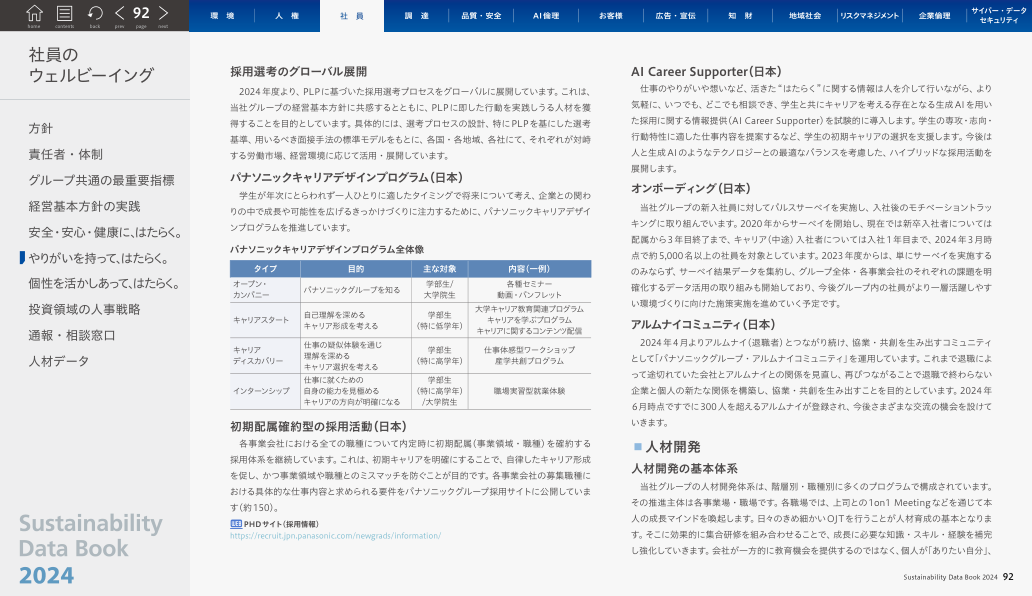 home contents back prev 92 page next
環 境
人 権
社 員
調 達
品質・安全
AI倫理
お客様
広告・宣伝
知 財
地域社会
リスクマネジメント
企業倫理
サイバー・データ
セキュリティ
社員の
ウェルビーイング
方針
責任者・体制
グループ共通の最重要指標
経営基本方針の実践
安全・安心・健康に、はたらく。
やりがいを持って、はたらく。
個性を活かしあって、はたらく。
投資領域の人事戦略
通報・相談窓口
人材データ
Sustainability
Data Book
2024
採用選考のグローバル展開
2024年度より、PLPに基づいた採用選考プロセスをグローバルに展開しています。これは、
当社グループの経営基本方針に共感するとともに、PLPに即した行動を実践しうる人材を獲
得することを目的としています。具体的には、選考プロセスの設計、特にPLPを基にした選考
基準、用いるべき面接手法の標準モデルをもとに、各国・各地域、各社にて、それぞれが対峙
する労働市場、経営環境に応じて活用・展開しています。
パナソニックキャリアデザインプログラム（日本）
学生が年次にとらわれず一人ひとりに適したタイミングで将来について考え、企業との関わ
りの中で成長や可能性を広げるきっかけづくりに注力するために、パナソニックキャリアデザイ
ンプログラムを推進しています。
パナソニックキャリアデザインプログラム全体像
タイプ 目的 主な対象 内容（一例）
オープン・
カンパニー
パナソニックグループを知る
学部生/
大学院生
各種セミナー
動画・パンフレット
キャリアスタート
自己理解を深める
キャリア形成を考える
学部生
（特に低学年）
大学キャリア教育関連プログラム
キャリアを学ぶプログラム
キャリアに関するコンテンツ配信
キャリア
ディスカバリー
仕事の疑似体験を通じ
理解を深める
キャリア選択を考える
学部生
（特に高学年）
仕事体感型ワークショップ
産学共創プログラム
インターンシップ
仕事に就くための
自身の能力を見極める
キャリアの方向が明確になる
学部生
（特に高学年）
/大学院生
職場実習型就業体験
初期配属確約型の採用活動（日本）
各事業会社における全ての職種について内定時に初期配属（事業領域・職種）を確約する
採用体系を継続しています。これは、初期キャリアを明確にすることで、自律したキャリア形成
を促し、かつ事業領域や職種とのミスマッチを防ぐことが目的です。各事業会社の募集職種に
おける具体的な仕事内容と求められる要件をパナソニックグループ採用サイトに公開していま
す（約150）。
WEB PHDサイト（採用情報）
https://recruit.jpn.panasonic.com/newgrads/information/
AI Career Supporter（日本）
仕事のやりがいや想いなど、活きた“はたらく”に関する情報は人を介して行いながら、より
気軽に、いつでも、どこでも相談でき、学生と共にキャリアを考える存在となる生成AIを用い
た採用に関する情報提供（AI Career Supporter）を試験的に導入します。学生の専攻・志向・
行動特性に適した仕事内容を提案するなど、学生の初期キャリアの選択を支援します。今後は
人と生成AIのようなテクノロジーとの最適なバランスを考慮した、ハイブリッドな採用活動を
展開します。
オンボーディング（日本）
当社グループの新入社員に対してパルスサーベイを実施し、入社後のモチベーショントラッ
キングに取り組んでいます。2020年からサーベイを開始し、現在では新卒入社者については
配属から3年目終了まで、キャリア（中途）入社者については入社1年目まで、2024年3月時
点で約5,000名以上の社員を対象としています。2023年度からは、単にサーベイを実施する
のみならず、サーベイ結果データを集約し、グループ全体・各事業会社のそれぞれの課題を明
確化するデータ活用の取り組みも開始しており、今後グループ内の社員がより一層活躍しやす
い環境づくりに向けた施策実施を進めていく予定です。
アルムナイコミュニティ（日本）
2024年4月よりアルムナイ（退職者）とつながり続け、協業・共創を生み出すコミュニティ
として「パナソニックグループ・アルムナイコミュニティ」を運用しています。これまで退職によ
って途切れていた会社とアルムナイとの関係を見直し、再びつながることで退職で終わらない
企業と個人の新たな関係を構築し、協業・共創を生み出すことを目的としています。2024年
6月時点ですでに300人を超えるアルムナイが登録され、今後さまざまな交流の機会を設けて
いきます。
人材開発
人材開発の基本体系
当社グループの人材開発体系は、階層別・職種別に多くのプログラムで構成されています。
その推進主体は各事業場・職場です。各職場では、上司との1on1 Meetingなどを通じて本
人の成長マインドを喚起します。日々のきめ細かいOJTを行うことが人材育成の基本となりま
す。そこに効果的に集合研修を組み合わせることで、成長に必要な知識・スキル・経験を補完
し強化していきます。会社が一方的に教育機会を提供するのではなく、個人が「ありたい自分」、
Sustainability Data Book 2024 92